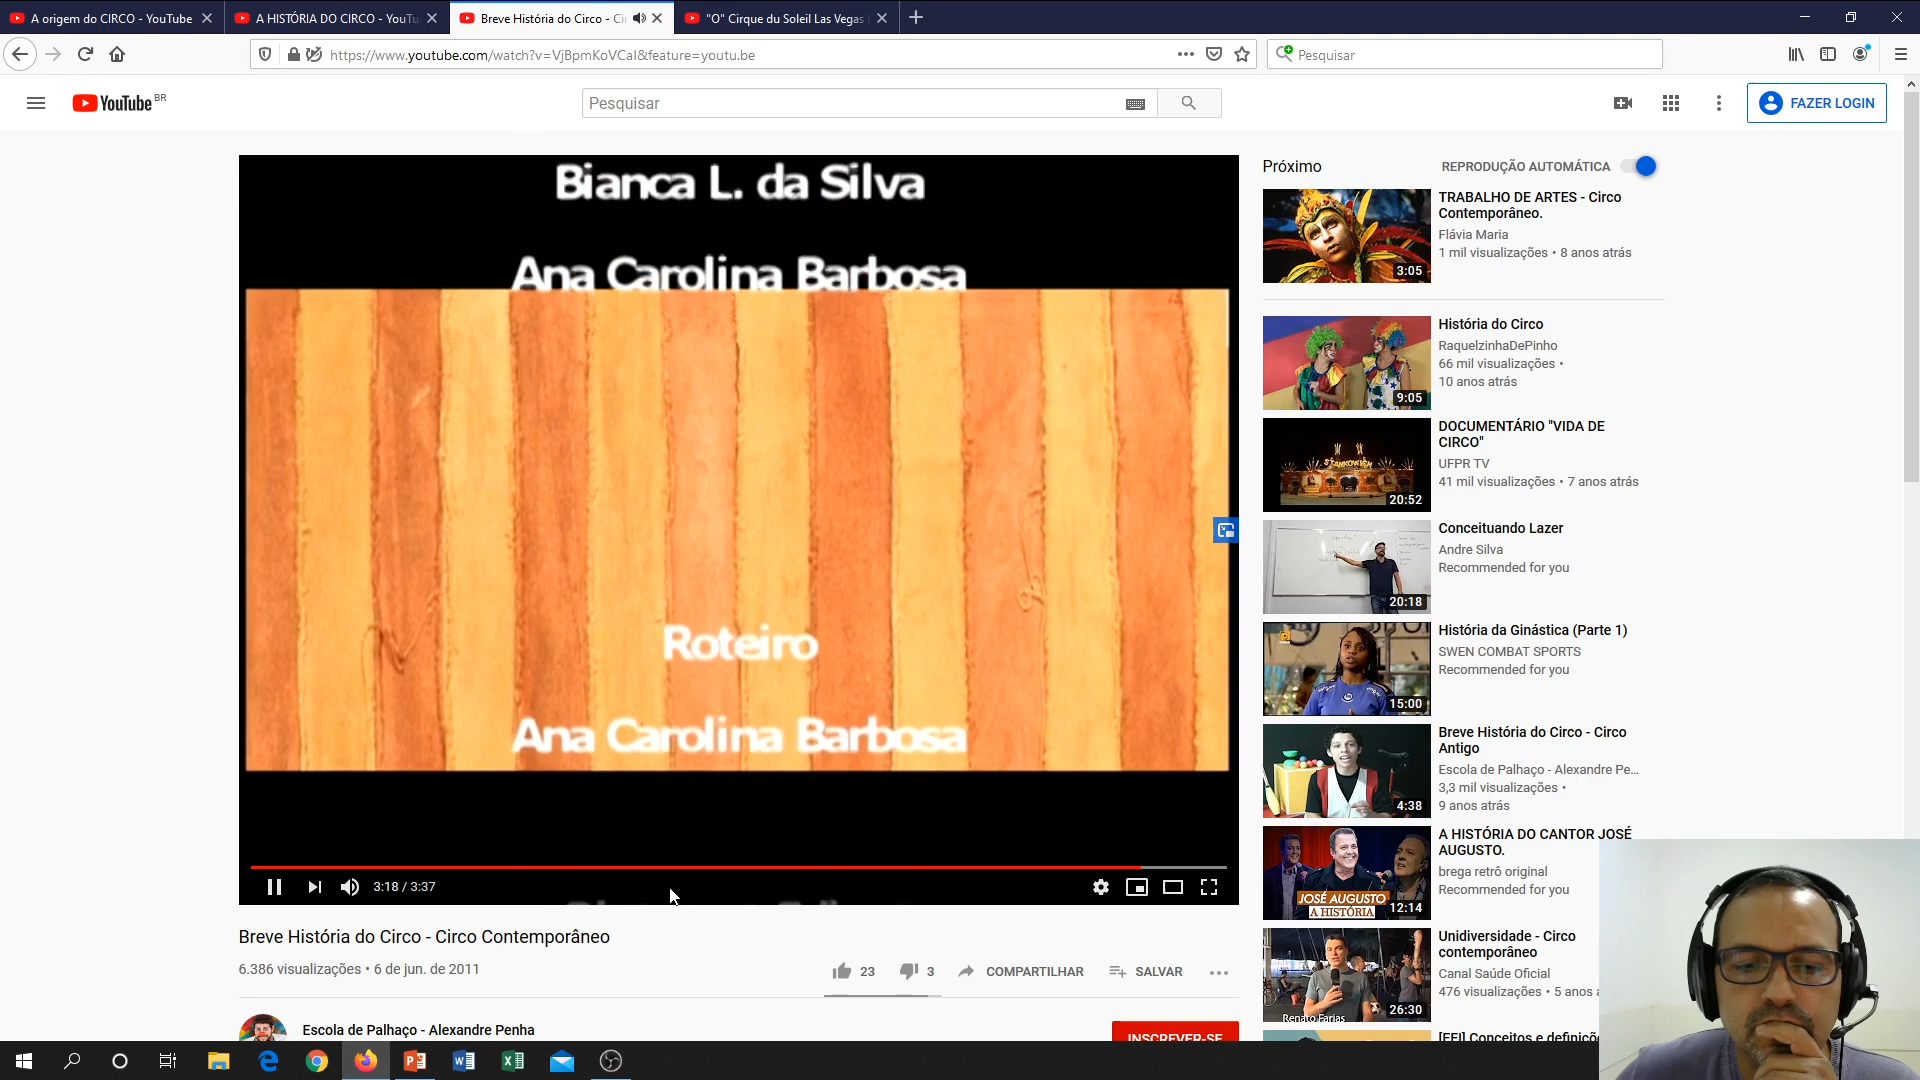 A origem do CIRCO - YouTube
A HISTÓRIA DO CIRCO - YouTu
Breve História do Circo - Cir
"O" Cirque du Soleil Las Vegas
https://www.youtube.com/watch?v=VjBpmKoVCaI&feature=youtu.be
Pesquisar
YouTube BR
Pesquisar
FAZER LOGIN
Bianca L. da Silva
Ana Carolina Barbosa
Roteiro
Ana Carolina Barbosa
3:18 / 3:37
Breve História do Circo - Circo Contemporâneo
6.386 visualizações • 6 de jun. de 2011
23
3
COMPARTILHAR
SALVAR
Escola de Palhaço - Alexandre Penha
INSCREVER-SE
Próximo
REPRODUÇÃO AUTOMÁTICA
3:05
TRABALHO DE ARTES - Circo
Contemporâneo.
Flávia Maria
1 mil visualizações • 8 anos atrás
9:05
História do Circo
RaquelzinhaDePinho
66 mil visualizações •
10 anos atrás
STANKOWICH
20:52
DOCUMENTÁRIO "VIDA DE
CIRCO"
UFPR TV
41 mil visualizações • 7 anos atrás
20:18
Conceituando Lazer
Andre Silva
Recommended for you
15:00
História da Ginástica (Parte 1)
SWEN COMBAT SPORTS
Recommended for you
4:38
Breve História do Circo - Circo
Antigo
Escola de Palhaço - Alexandre Pe...
3,3 mil visualizações •
9 anos atrás
JOSÉ AUGUSTO
A HISTÓRIA
12:14
A HISTÓRIA DO CANTOR JOSÉ
AUGUSTO.
brega retrô original
Recommended for you
Renato Farias
26:30
Unidiversidade - Circo
contemporâneo
Canal Saúde Oficial
476 visualizações • 5 anos
[EFI] Conceitos e definiçõ